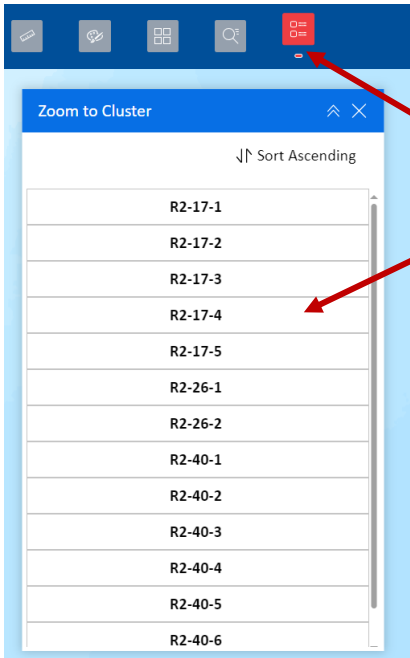 Zoom to Cluster
Sort Ascending
R2-17-1
R2-17-2
R2-17-3
R2-17-4
R2-17-5
R2-26-1
R2-26-2
R2-40-1
R2-40-2
R2-40-3
R2-40-4
R2-40-5
R2-40-6